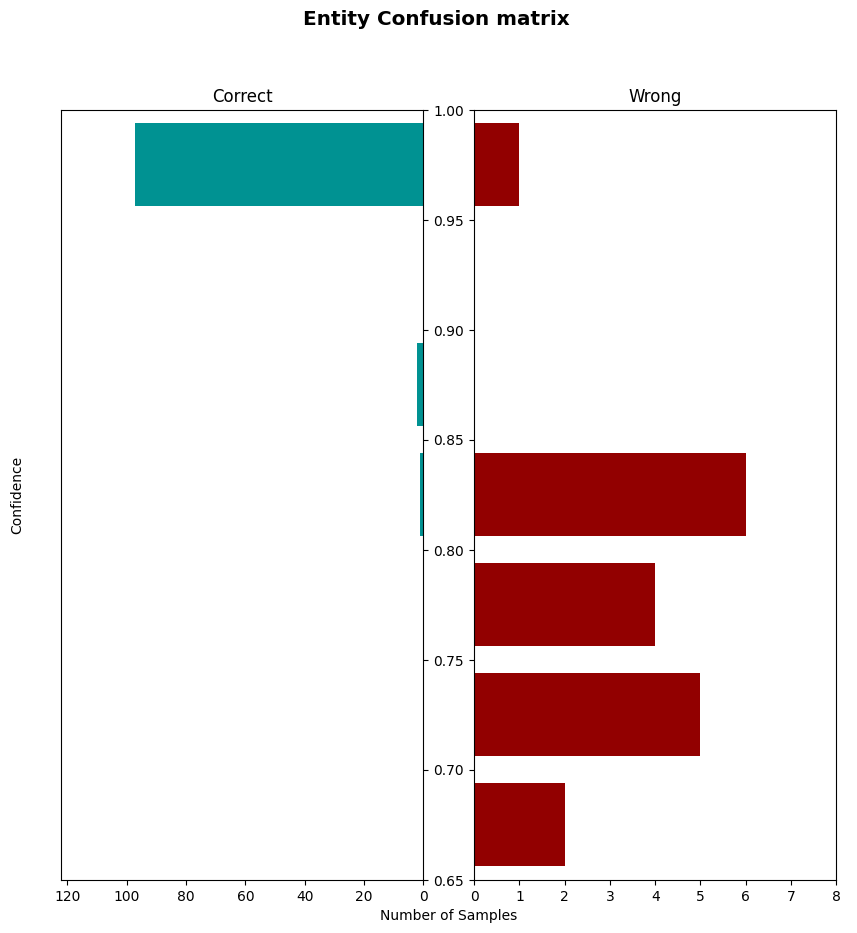 Entity Confusion matrix
Correct
Wrong
1.00
0.95
0.90
0.85
0.80
0.75
0.70
0.65
Confidence
120 100 80 60 40 20 0
0 1 2 3 4 5 6 7 8
Number of Samples